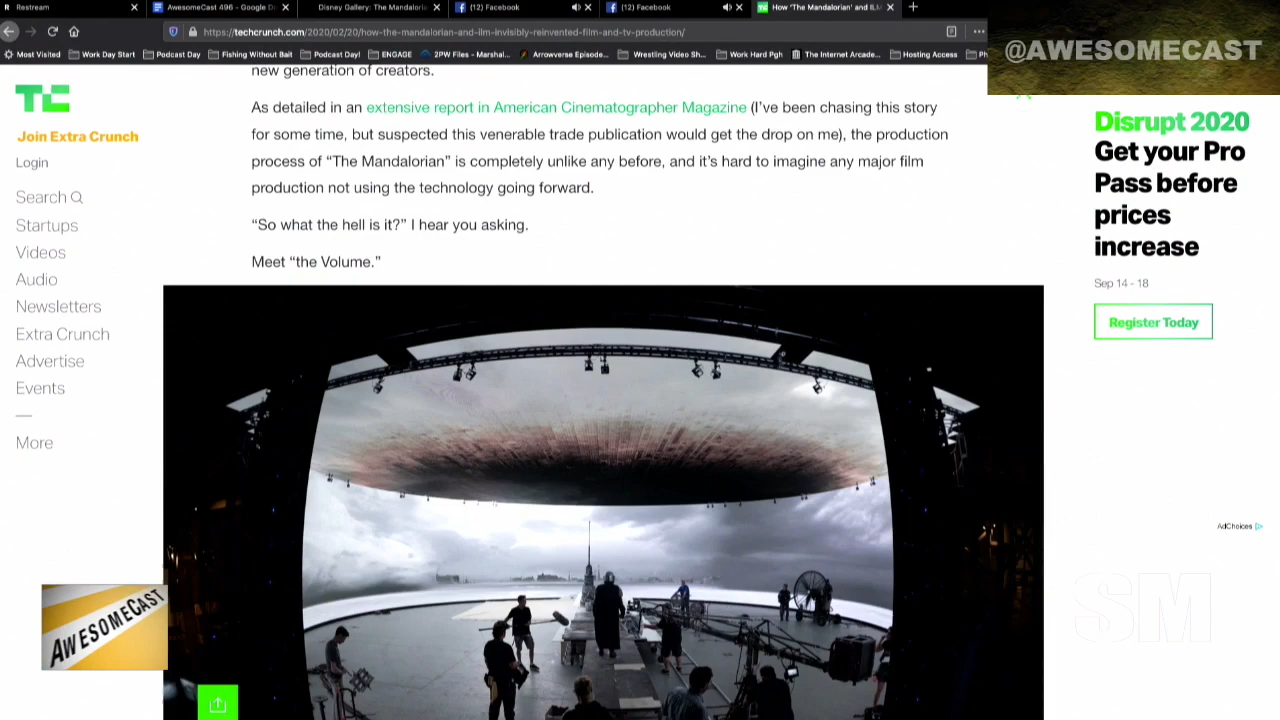 Restream
AwesomeCast 496 - Google D
Disney Gallery: The Mandaloria
(12) Facebook
(12) Facebook
How 'The Mandalorian' and ILM
https://techcrunch.com/2020/02/20/how-the-mandalorian-and-ilm-invisibly-reinvented-film-and-tv-production/
Most Visited
Work Day Start
Podcast Day
Fishing Without Bait
Podcast Day!
ENGAGE
2PW Files - Marshal...
Arrowverse Episode...
Wrestling Video Sh...
Work Hard Pgh
The Internet Arcade...
Hosting Access
Ph
@AWESOMECAST
TC
Join Extra Crunch
Login
Search
Startups
Videos
Audio
Newsletters
Extra Crunch
Advertise
Events
—
More
new generation of creators.
As detailed in an extensive report in American Cinematographer Magazine (I've been chasing this story
for some time, but suspected this venerable trade publication would get the drop on me), the production
process of “The Mandalorian” is completely unlike any before, and it's hard to imagine any major film
production not using the technology going forward.
“So what the hell is it?” I hear you asking.
Meet “the Volume.”
Disrupt 2020
Get your Pro
Pass before
prices
increase
Sep 14 - 18
Register Today
AdChoices
AWESOMECAST
SM